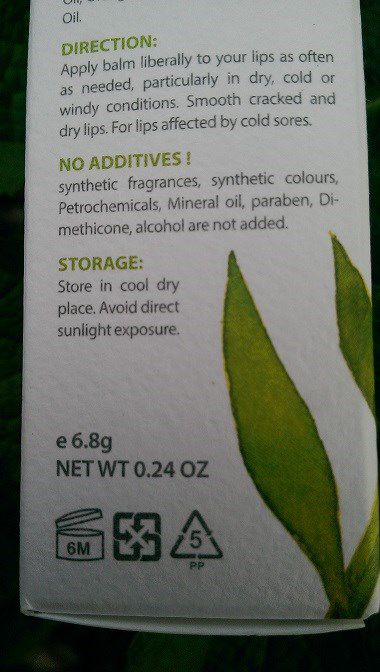 Oil.
DIRECTION:
Apply balm liberally to your lips as often
as needed, particularly in dry, cold or
windy conditions. Smooth cracked and
dry lips. For lips affected by cold sores.
NO ADDITIVES !
synthetic fragrances, synthetic colours,
Petrochemicals, Mineral oil, paraben, Di-
methicone, alcohol are not added.
STORAGE:
Store in cool dry
place. Avoid direct
sunlight exposure.
e 6.8g
NET WT 0.24 OZ
6M
5
PP